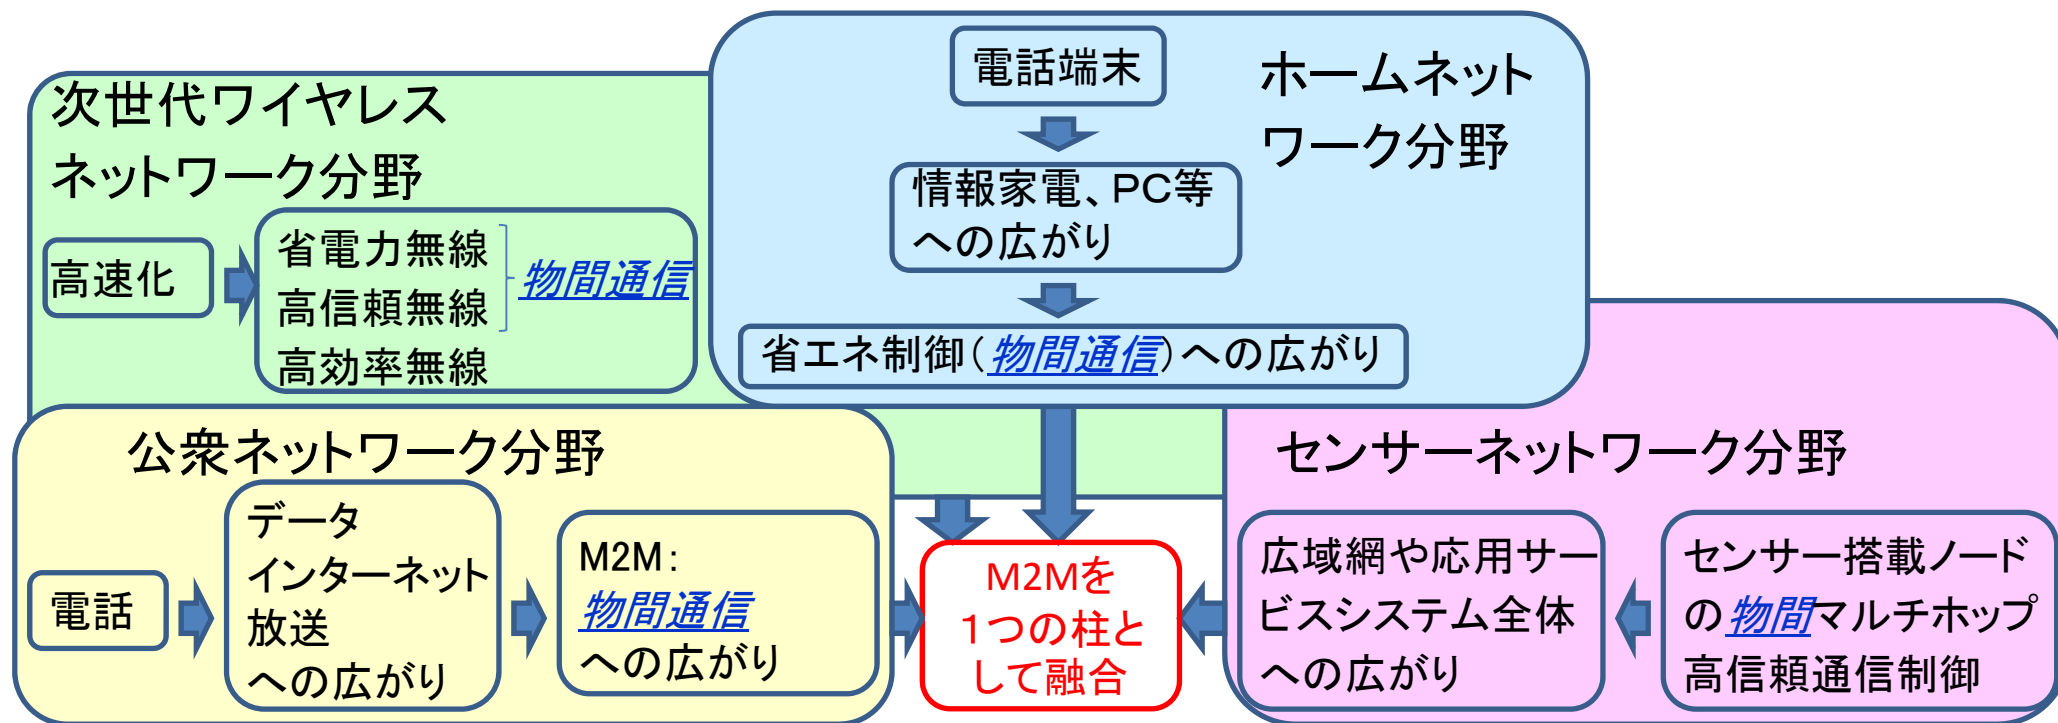 次世代ワイヤレス
ネットワーク分野
高速化
省電力無線
高信頼無線
高効率無線
物間通信
電話端末
ホームネット
ワーク分野
情報家電、PC等
への広がり
省エネ制御(物間通信)への広がり
公衆ネットワーク分野
電話
データ
インターネット
放送
への広がり
M2M:
物間通信
への広がり
M2Mを
1つの柱と
して融合
センサーネットワーク分野
広域網や応用サー
ビスシステム全体
への広がり
センサー搭載ノード
の物間マルチホップ
高信頼通信制御